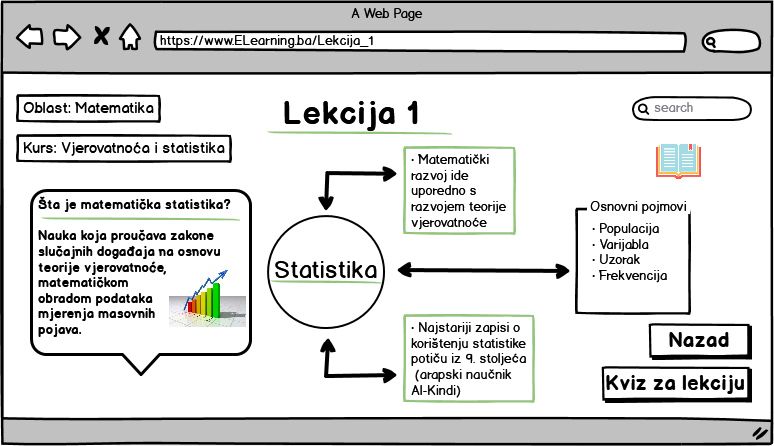 A Web Page
https://www.ELearning.ba/Lekcija_1
Oblast: Matematika
Lekcija 1
search
Kurs: Vjerovatnoća i statistika
Šta je matematička statistika?
Nauka koja proučava zakone
slučajnih događaja na osnovu
teorije vjerovatnoće,
matematičkom
obradom podataka
mjerenja masovnih
pojava.
Statistika
· Matematički
razvoj ide
uporedno s
razvojem teorije
vjerovatnoće
Osnovni pojmovi
· Populacija
· Varijabla
· Uzorak
· Frekvencija
· Najstariji zapisi o
korištenju statistike
potiču iz 9. stoljeća
(arapski naučnik
Al-Kindi)
Nazad
Kviz za lekciju